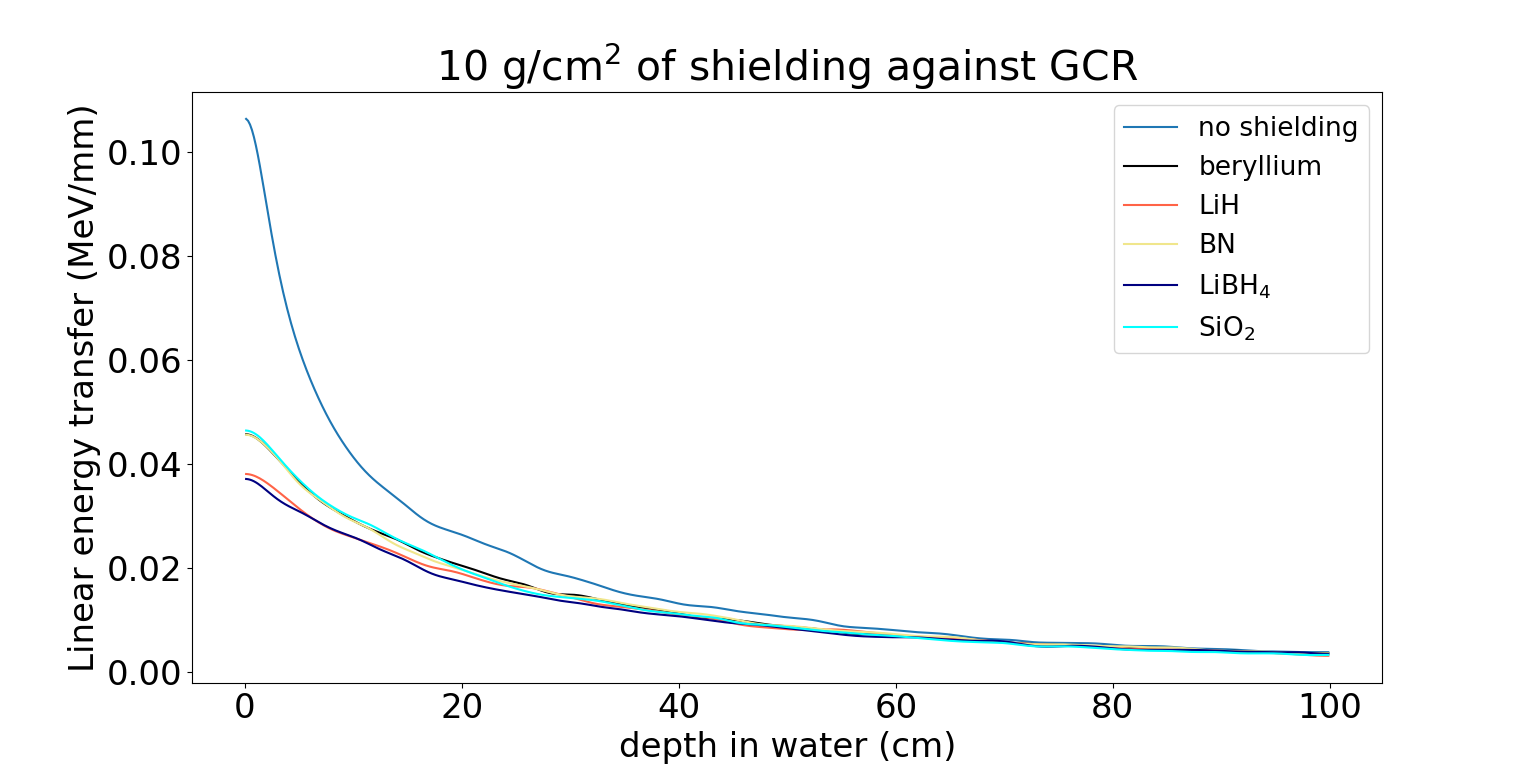 10 g/cm² of shielding against GCR
Linear energy transfer (MeV/mm)
0.10
0.08
0.06
0.04
0.02
0.00
no shielding
beryllium
LiH
BN
LiBH₄
SiO₂
0 20 40 60 80 100
depth in water (cm)